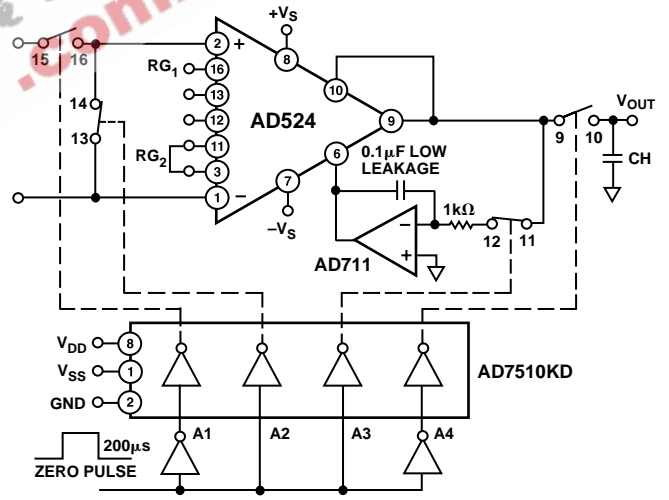 .com
+VS
15 16
2 +
8
RG1
16
14
13
10
VOUT
12
AD524
9
9 10
13
11
6
0.1µF LOW
LEAKAGE
CH
RG2
3
7
1 −
1kΩ
−VS
−
12 11
+
AD711
VDD 8
VSS 1
AD7510KD
GND 2
A1 A2 A3 A4
200µs
ZERO PULSE